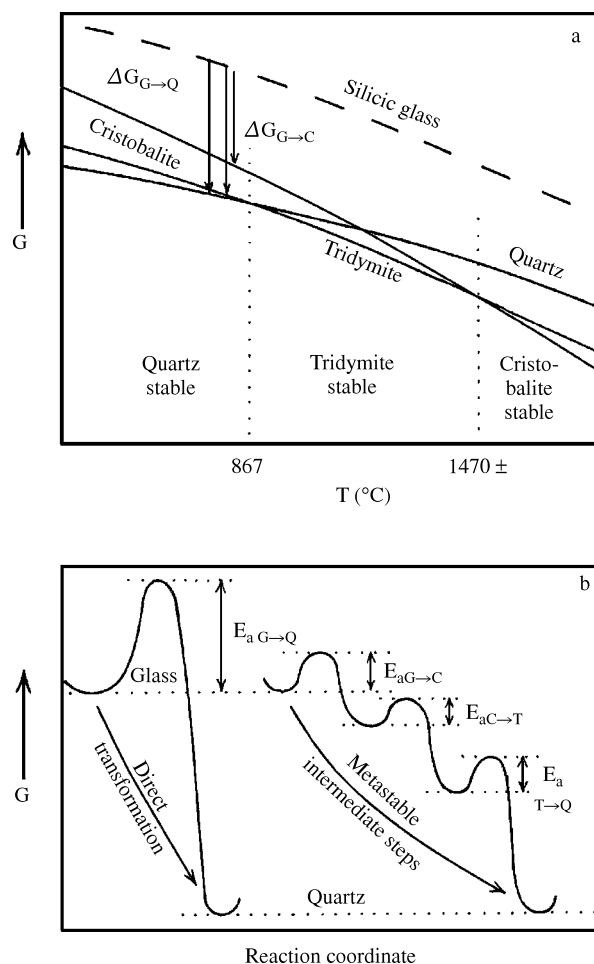 a
ΔG_G→Q
Silicic glass
Cristobalite
ΔG_G→C
G
Tridymite
Quartz
Quartz
stable
Tridymite
stable
Cristo-
balite
stable
867
1470 ±
T (°C)
b
E_a G→Q
Glass
E_aG→C
E_aC→T
E_a
T→Q
Direct
transformation
Metastable
intermediate steps
G
Quartz
Reaction coordinate